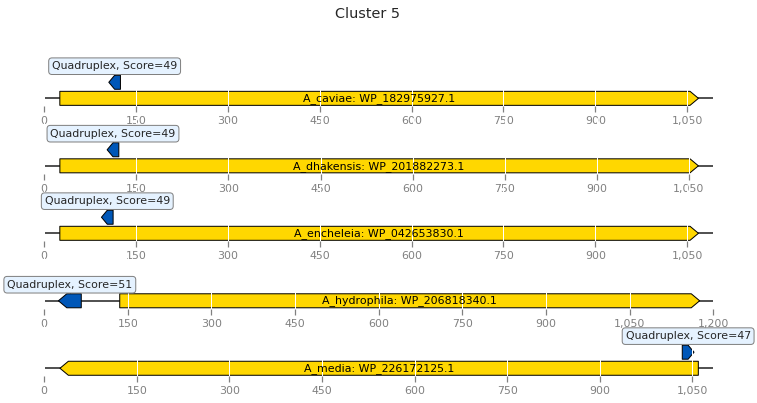 Cluster 5
Quadruplex, Score=49
A_caviae: WP_182975927.1
0 150 300 450 600 750 900 1,050
Quadruplex, Score=49
A_dhakensis: WP_201882273.1
0 150 300 450 600 750 900 1,050
Quadruplex, Score=49
A_encheleia: WP_042653830.1
0 150 300 450 600 750 900 1,050
Quadruplex, Score=51
A_hydrophila: WP_206818340.1
0 150 300 450 600 750 900 1,050 1,200
Quadruplex, Score=47
A_media: WP_226172125.1
0 150 300 450 600 750 900 1,050